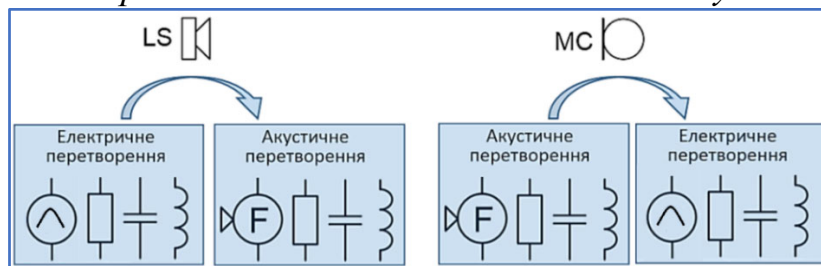 LS
MC
Електричне
перетворення
Акустичне
перетворення
Акустичне
перетворення
Електричне
перетворення
F
F